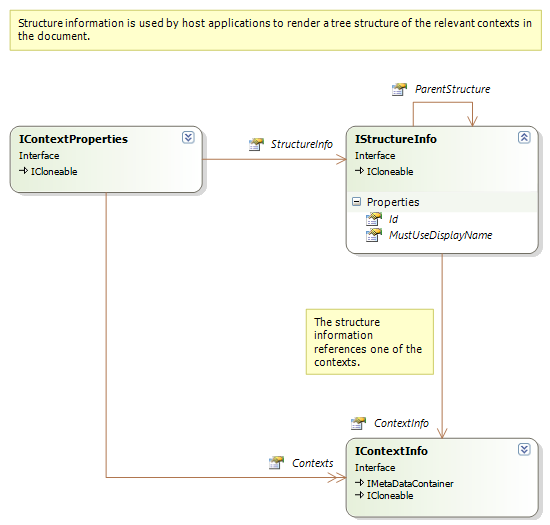 Structure information is used by host applications to render a tree structure of the relevant contexts in
the document.
ParentStructure
IContextProperties
Interface
ICloneable
StructureInfo
IStructureInfo
Interface
ICloneable
Properties
Id
MustUseDisplayName
The structure
information
references one of the
contexts.
ContextInfo
Contexts
IContextInfo
Interface
IMetaDataContainer
ICloneable